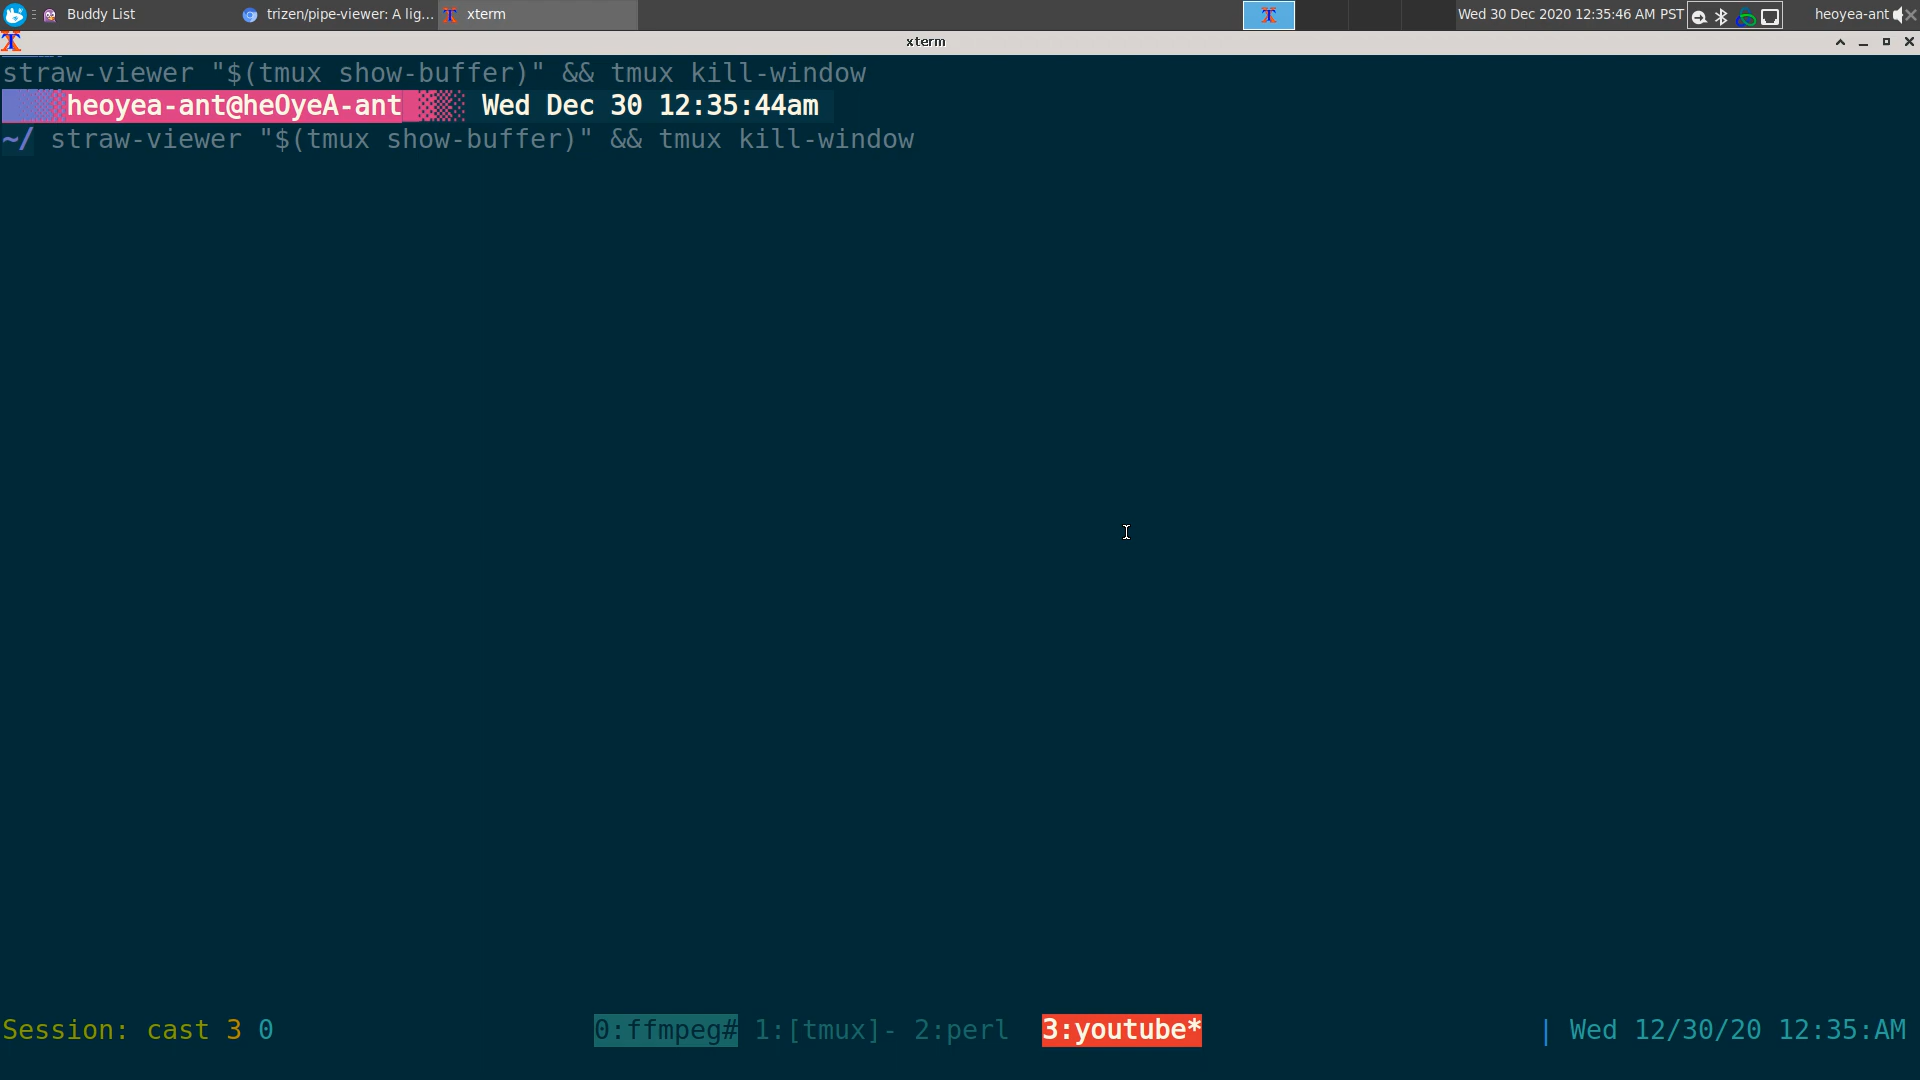 Buddy List trizen/pipe-viewer: A lig... xterm Wed 30 Dec 2020 12:35:46 AM PST heoyea-ant
xterm
straw-viewer "$(tmux show-buffer)" && tmux kill-window
heoyea-ant@heOyeA-ant Wed Dec 30 12:35:44am
~/ straw-viewer "$(tmux show-buffer)" && tmux kill-window
Session: cast 3 0 0:ffmpeg# 1:[tmux]- 2:perl 3:youtube* | Wed 12/30/20 12:35:AM